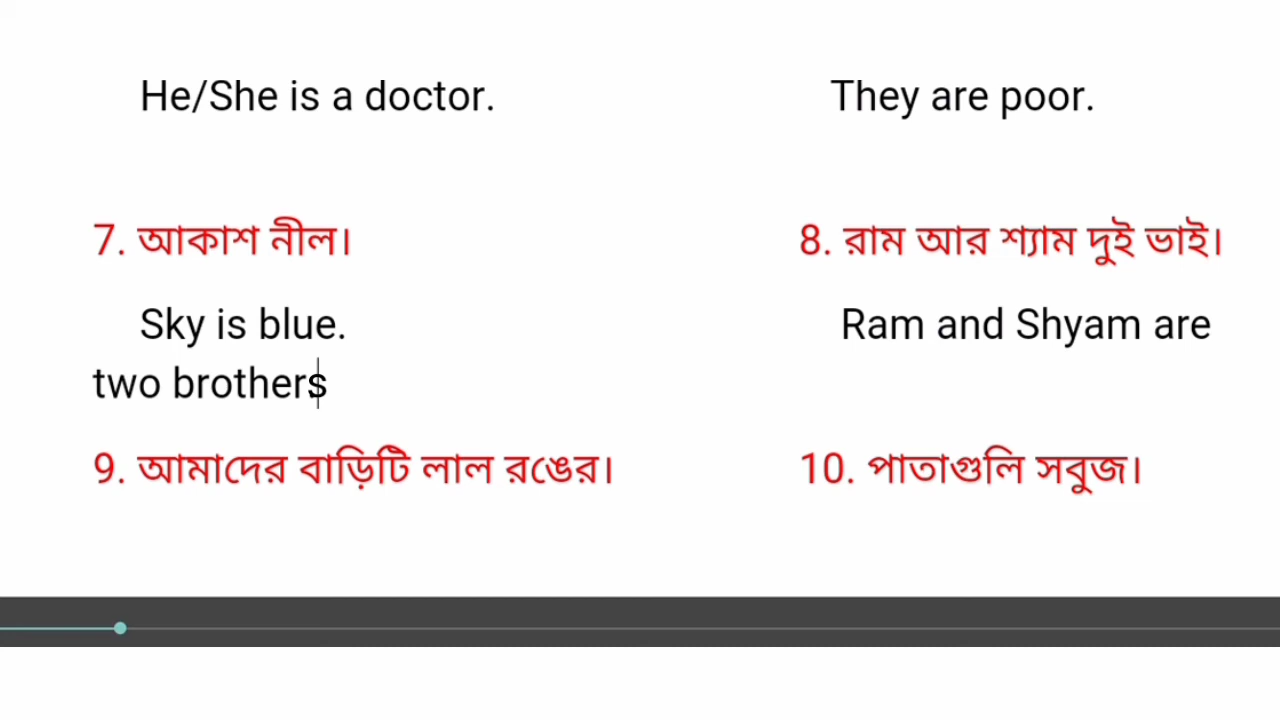 He/She is a doctor. They are poor.
7. আকাশ নীল। 8. রাম আর শ্যাম দুই ভাই।
Sky is blue. Ram and Shyam are
two brothers
9. আমাদের বাড়িটি লাল রঙের। 10. পাতাগুলি সবুজ।